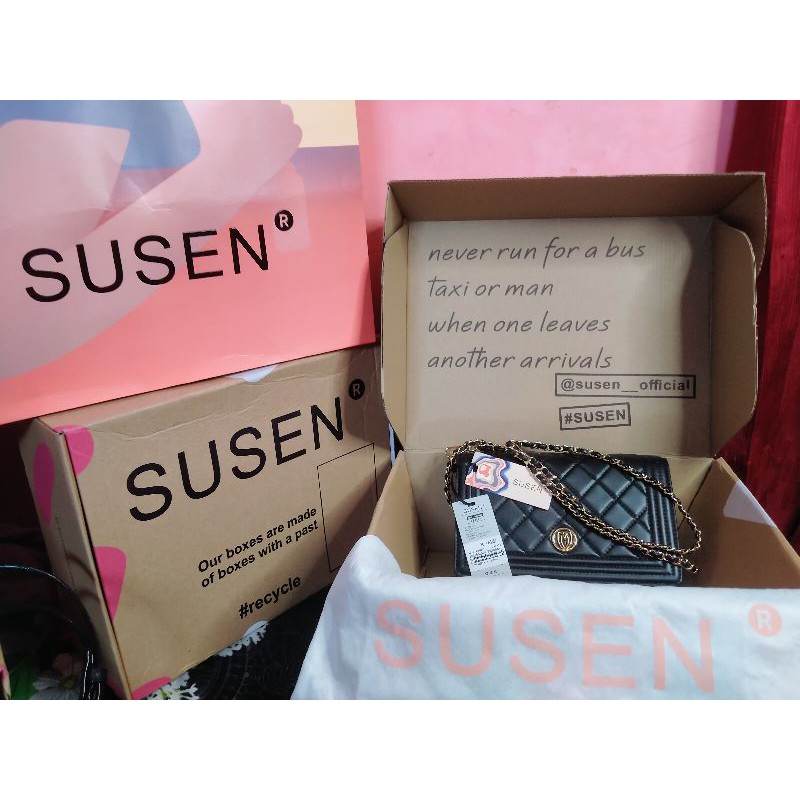 SUSEN®
SUSEN®
Our boxes are made
of boxes with a past
#recycle
never run for a bus
taxi or man
when one leaves
another arrivals
@susen__official
#SUSEN
SUSEN
SUSEN®